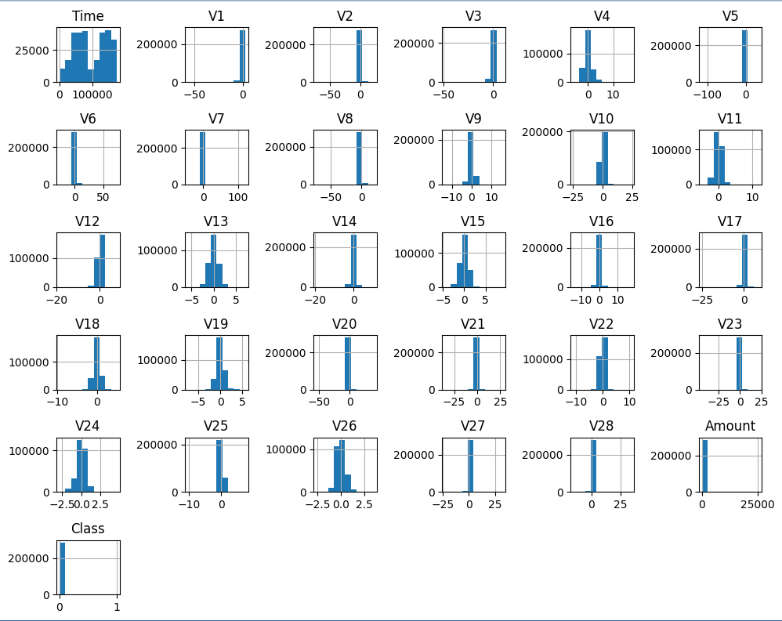 Time V1 V2 V3 V4 V5
25000 0 0 100000
200000 0 −50 0
200000 0 −50 0
200000 0 −50 0
100000 0 0 10
200000 0 −100 0
V6 V7 V8 V9 V10 V11
200000 0 0 50
200000 0 0 100
200000 0 −50 0
200000 100000 0 −10 0 10
200000 100000 0 −25 0 25
100000 0 0 10
V12 V13 V14 V15 V16 V17
100000 0 −20 0
100000 0 0 5
200000 0 −20 0
100000 0 −5 0 5
200000 0 −10 0 10
200000 0 −25 0
V18 V19 V20 V21 V22 V23
100000 0 −10 0
100000 0 −5 0 5
200000 0 −50 0
200000 0 −25 0 25
100000 0 −10 0 10
200000 0 −25 0 25
V24 V25 V26 V27 V28 Amount
100000 0 −2.5 0.0 2.5
200000 0 −10 0
100000 0 −2.5 0.0 2.5
200000 0 −25 0 25
200000 0 0 25
200000 0 0 25000
Class
200000 0 0 1